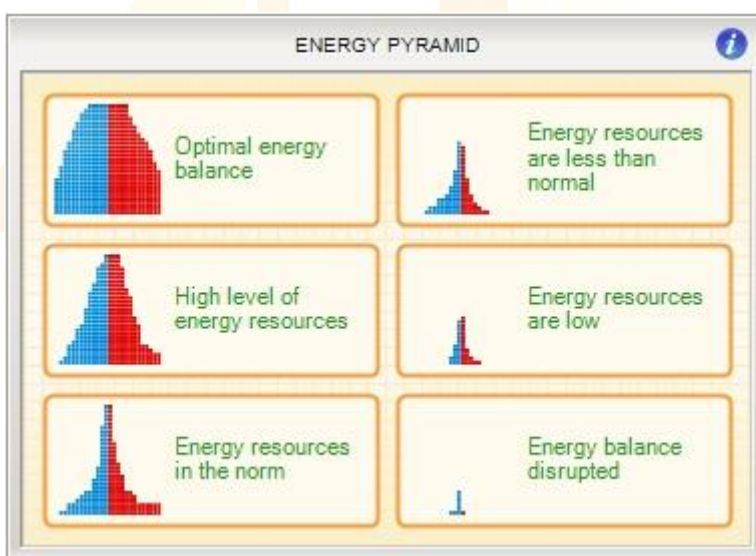 ENERGY PYRAMID
i
Optimal energy
balance
Energy resources
are less than
normal
High level of
energy resources
Energy resources
are low
Energy resources
in the norm
Energy balance
disrupted